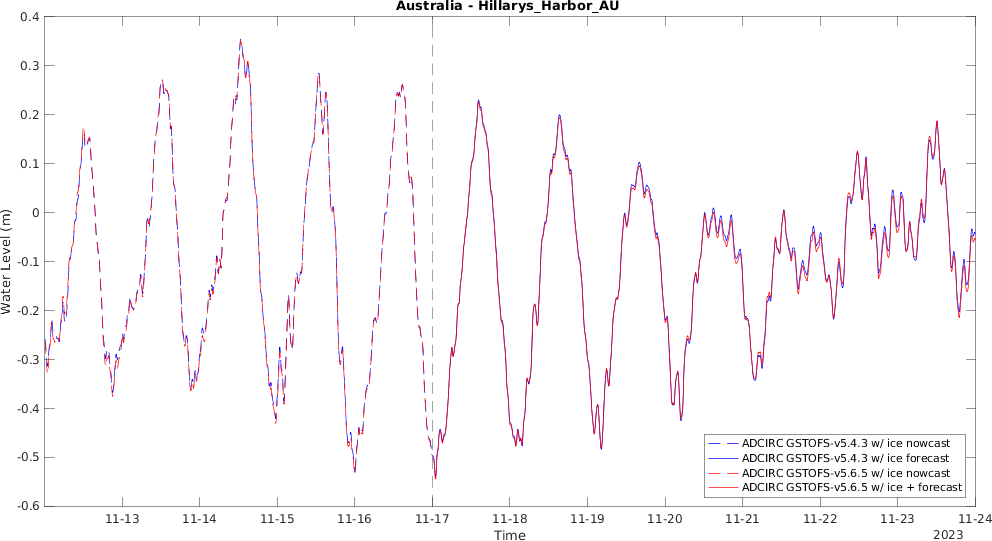 Australia - Hillarys_Harbor_AU
Water Level (m)
0.4
0.3
0.2
0.1
0
-0.1
-0.2
-0.3
-0.4
-0.5
-0.6
ADCIRC GSTOFS-v5.4.3 w/ ice nowcast
ADCIRC GSTOFS-v5.4.3 w/ ice forecast
ADCIRC GSTOFS-v5.6.5 w/ ice nowcast
ADCIRC GSTOFS-v5.6.5 w/ ice + forecast
11-13 11-14 11-15 11-16 11-17 11-18 11-19 11-20 11-21 11-22 11-23 11-24
Time
2023